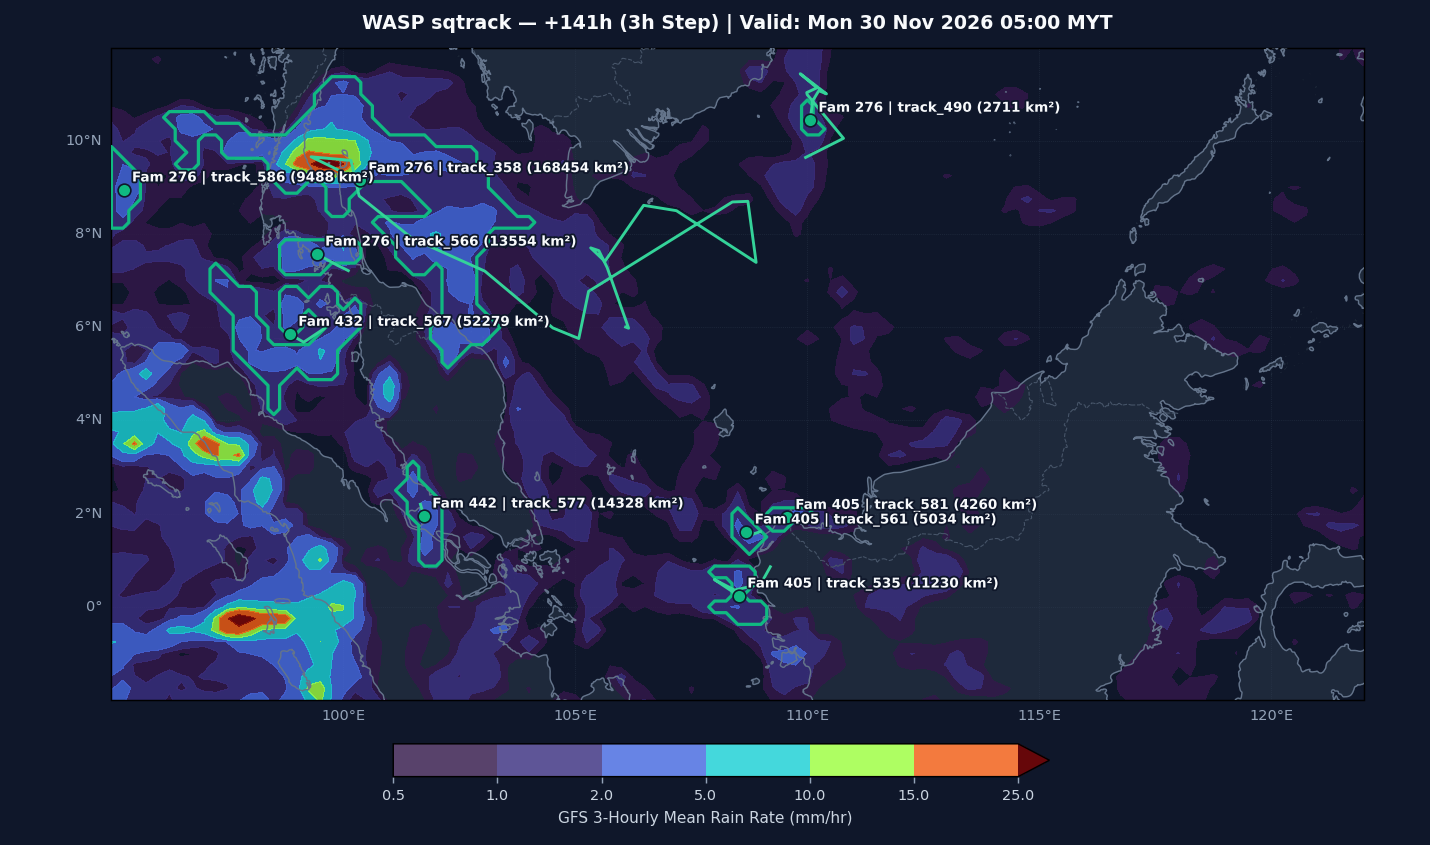 WASP sqtrack — +141h (3h Step) | Valid: Mon 30 Nov 2026 05:00 MYT
Fam 276 | track_490 (2711 km²)
10°N
Fam 276 | track_358 (168454 km²)
Fam 276 | track_586 (9488 km²)
8°N
Fam 276 | track_566 (13554 km²)
6°N
Fam 432 | track_567 (52279 km²)
4°N
Fam 442 | track_577 (14328 km²)
Fam 405 | track_581 (4260 km²)
2°N
Fam 405 | track_561 (5034 km²)
Fam 405 | track_535 (11230 km²)
0°
100°E 105°E 110°E 115°E 120°E
0.5 1.0 2.0 5.0 10.0 15.0 25.0
GFS 3-Hourly Mean Rain Rate (mm/hr)